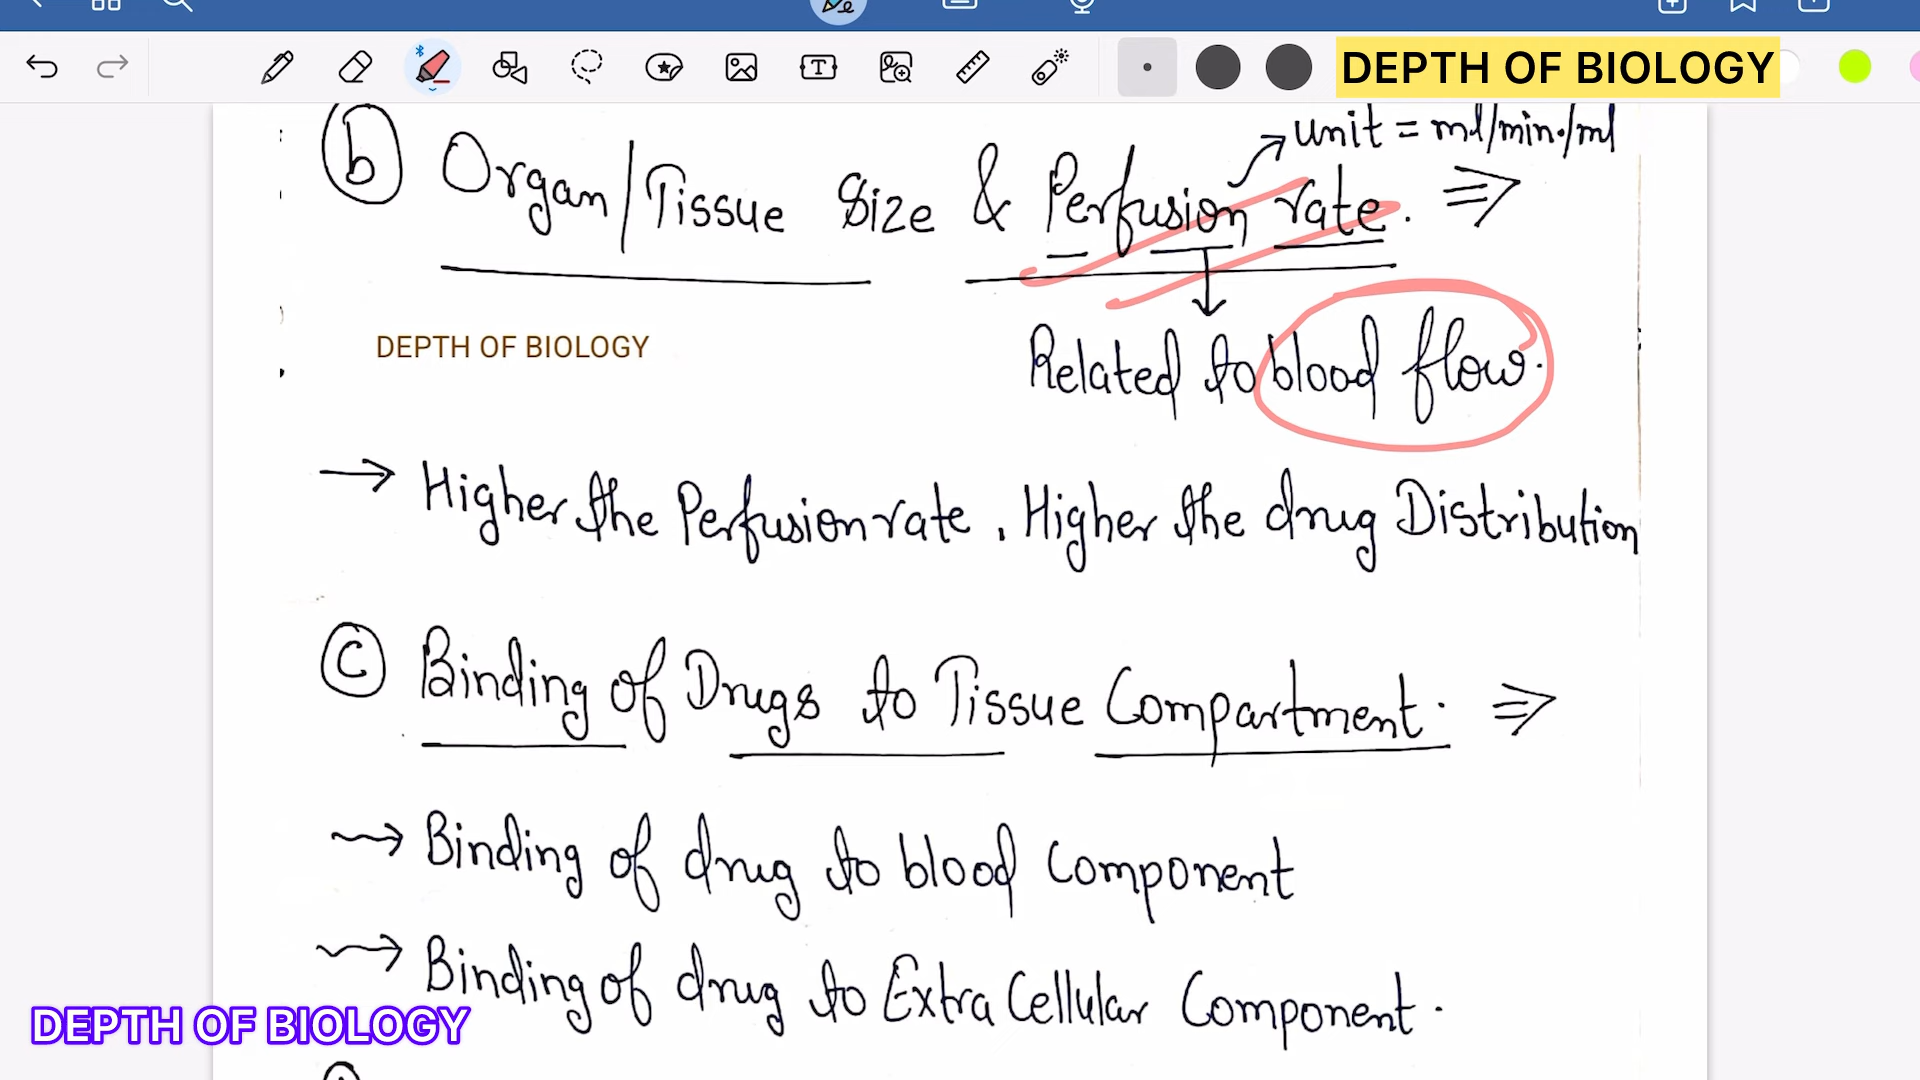 DEPTH OF BIOLOGY
unit = ml/min./ml
b Organ/Tissue Size & Perfusion rate. ⇒
DEPTH OF BIOLOGY
Related to blood flow.
→ Higher the Perfusion rate, Higher the drug Distribution
c Binding of Drugs to Tissue Compartment. ⇒
→ Binding of drug to blood Component
→ Binding of drug to Extra Cellular Component.
DEPTH OF BIOLOGY